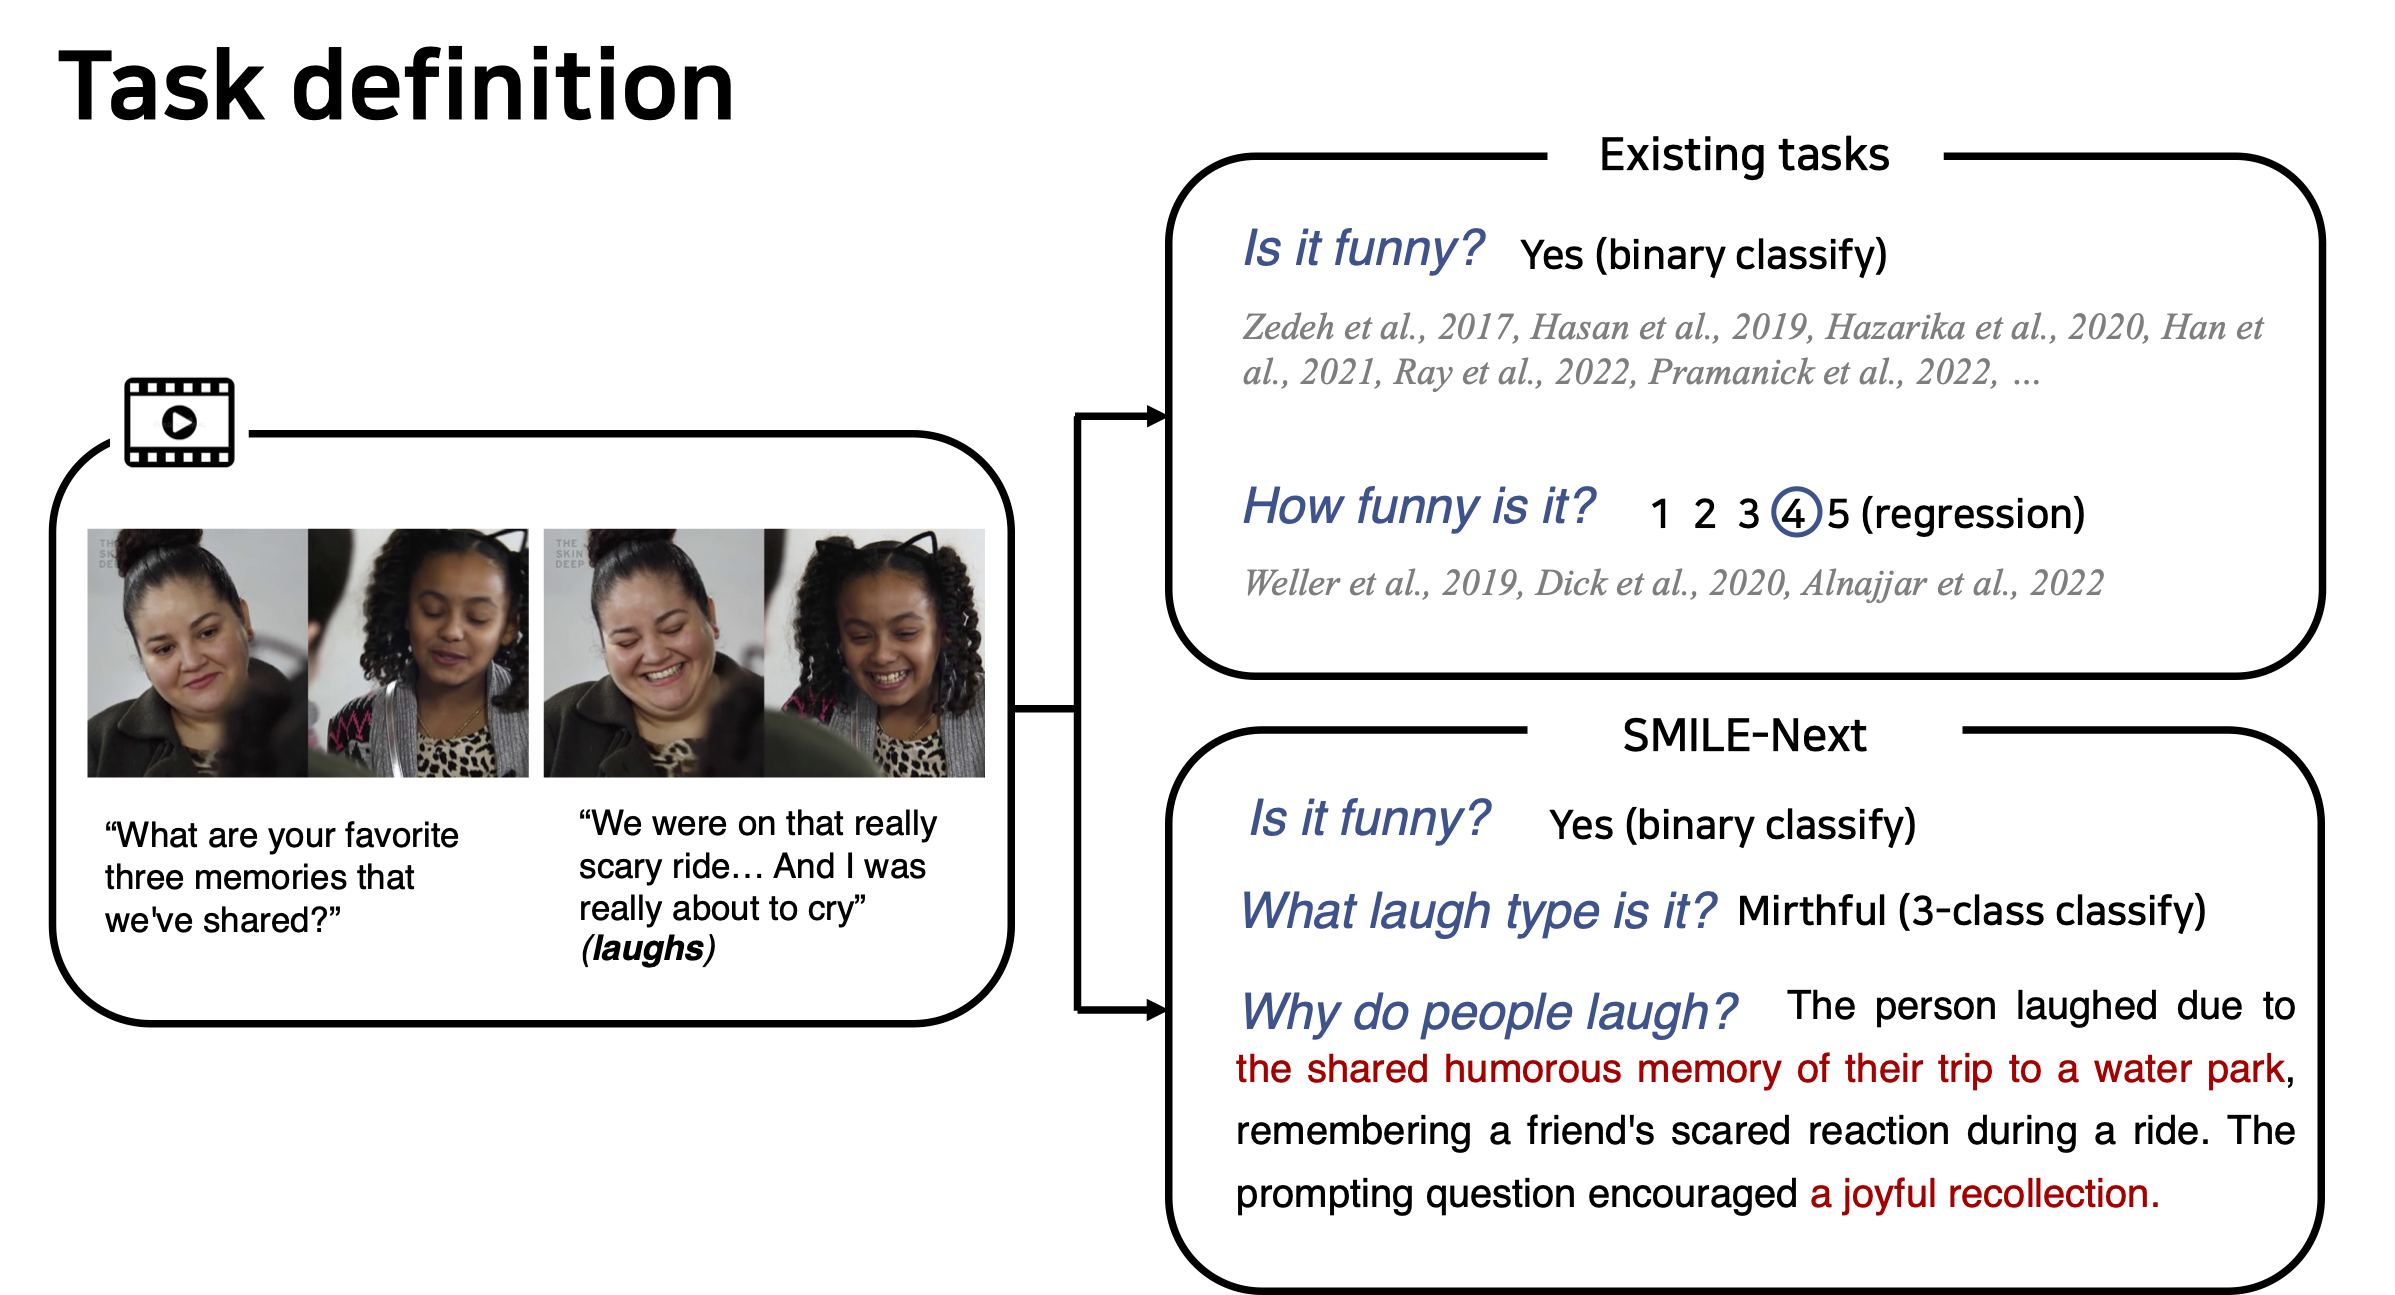 Task definition
THE
SKIN
DEEP
“What are your favorite
three memories that
we've shared?”
“We were on that really
scary ride... And I was
really about to cry”
(laughs)
Existing tasks
Is it funny? Yes (binary classify)
Zedeh et al., 2017, Hasan et al., 2019, Hazarika et al., 2020, Han et
al., 2021, Ray et al., 2022, Pramanick et al., 2022, ...
How funny is it? 1 2 3 4 5 (regression)
Weller et al., 2019, Dick et al., 2020, Alnajjar et al., 2022
SMILE-Next
Is it funny? Yes (binary classify)
What laugh type is it? Mirthful (3-class classify)
Why do people laugh? The person laughed due to
the shared humorous memory of their trip to a water park,
remembering a friend's scared reaction during a ride. The
prompting question encouraged a joyful recollection.